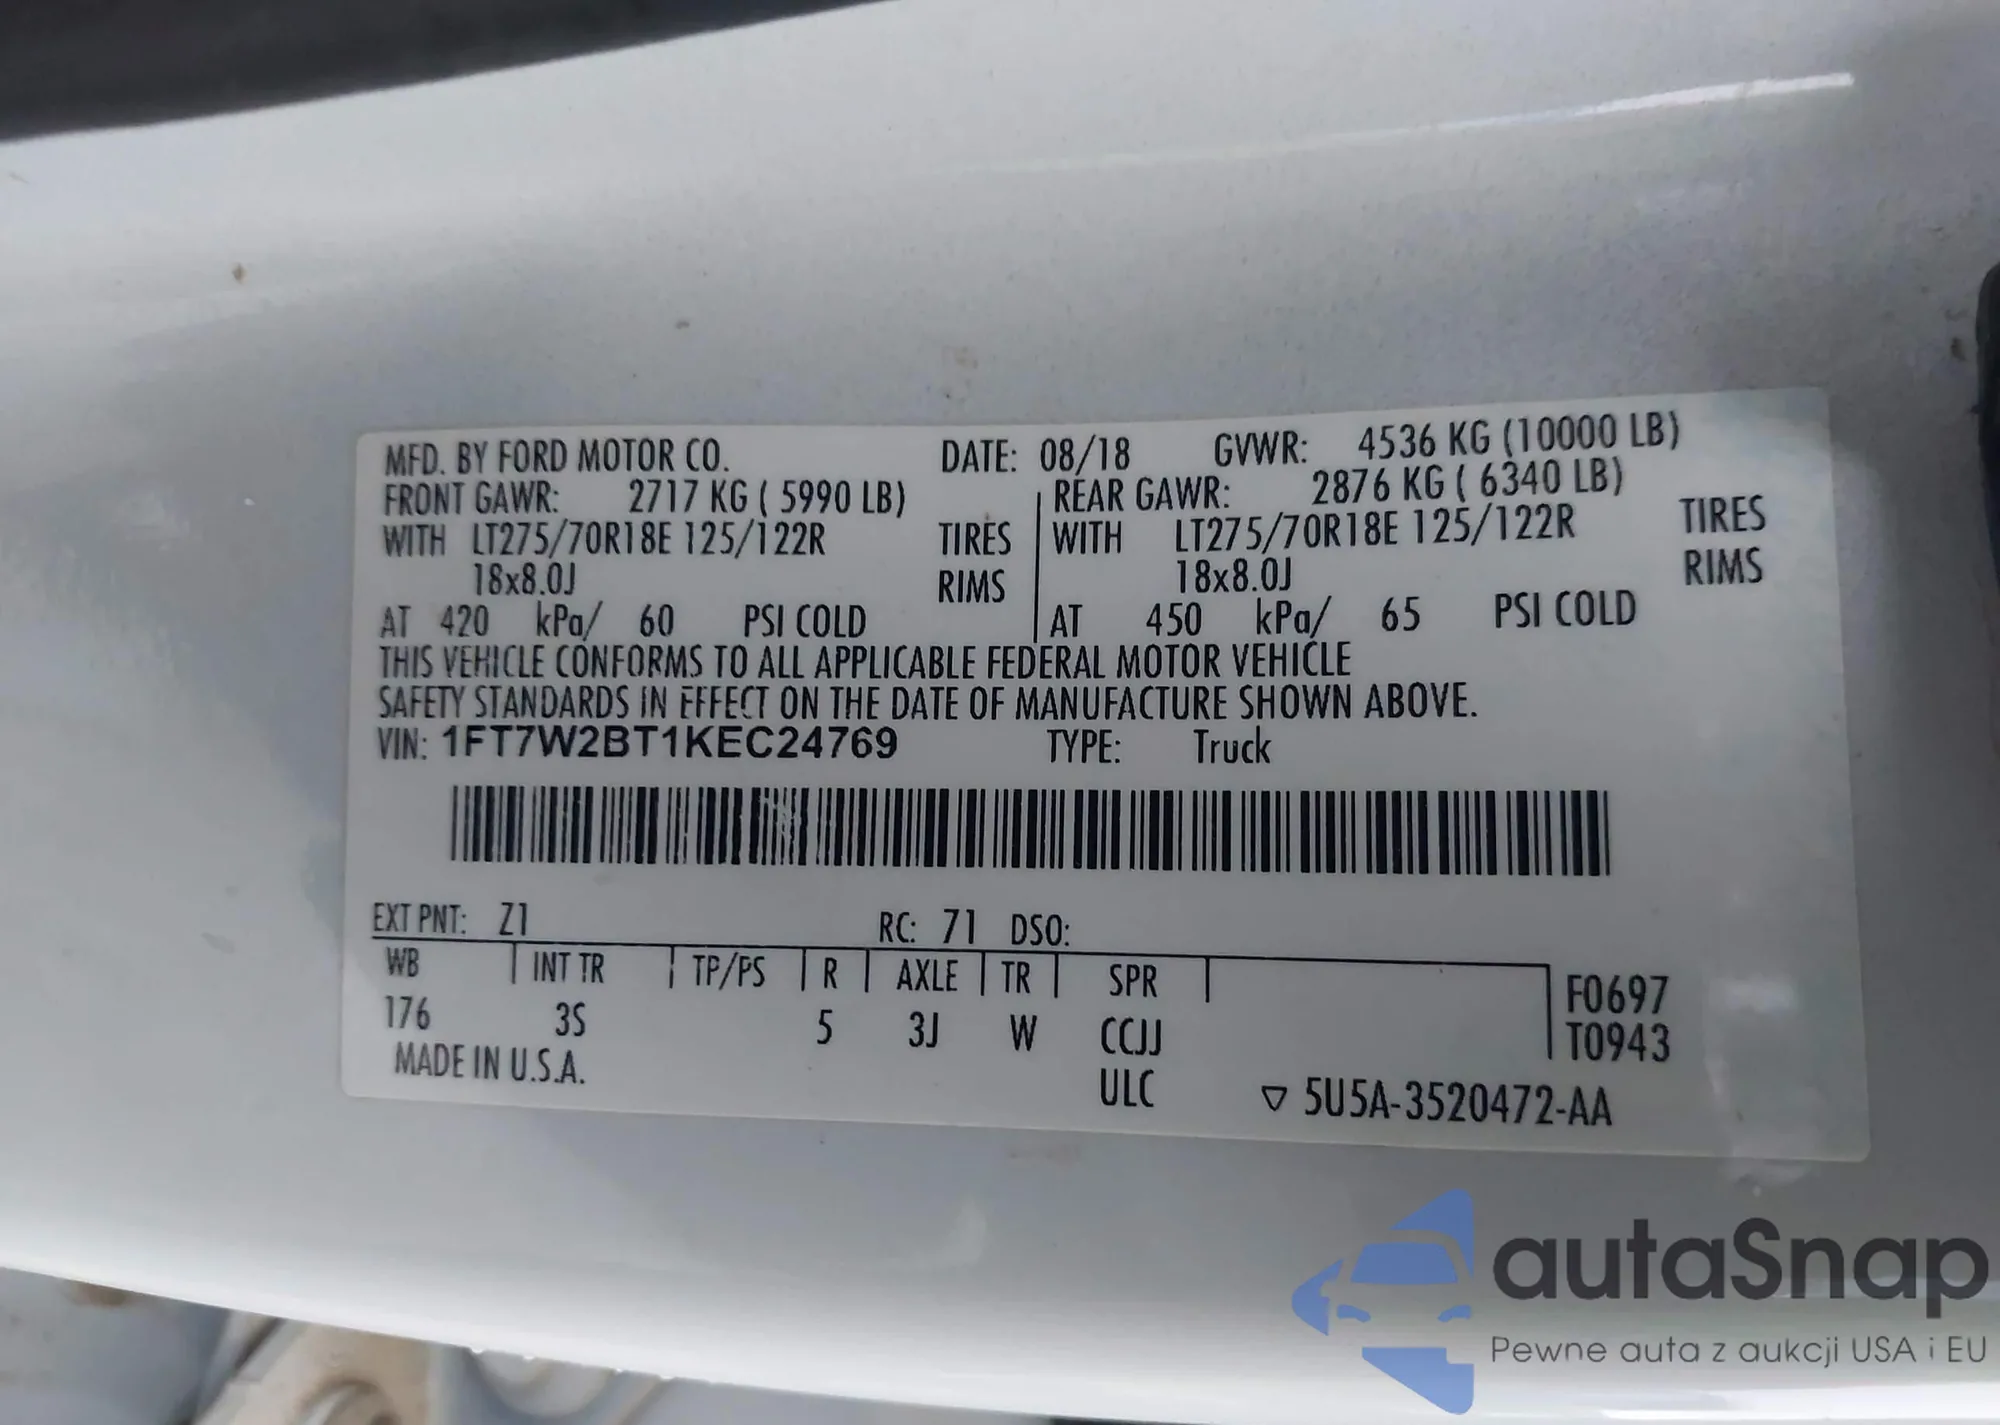 MFD. BY FORD MOTOR CO. DATE: 08/18 GVWR: 4536 KG (10000 LB)
FRONT GAWR: 2717 KG ( 5990 LB) REAR GAWR: 2876 KG ( 6340 LB)
WITH LT275/70R18E 125/122R TIRES WITH LT275/70R18E 125/122R TIRES
18x8.0J RIMS 18x8.0J RIMS
AT 420 kPa/ 60 PSI COLD AT 450 kPa/ 65 PSI COLD
THIS VEHICLE CONFORMS TO ALL APPLICABLE FEDERAL MOTOR VEHICLE
SAFETY STANDARDS IN EFFECT ON THE DATE OF MANUFACTURE SHOWN ABOVE.
VIN: 1FT7W2BT1KEC24769 TYPE: Truck
EXT PNT: Z1 RC: 71 DSO:
WB INT TR TP/PS R AXLE TR SPR F0697
176 3S 5 3J W CCJJ T0943
MADE IN U.S.A. ULC ▽ 5U5A-3520472-AA
autaSnap
Pewne auta z aukcji USA i EU